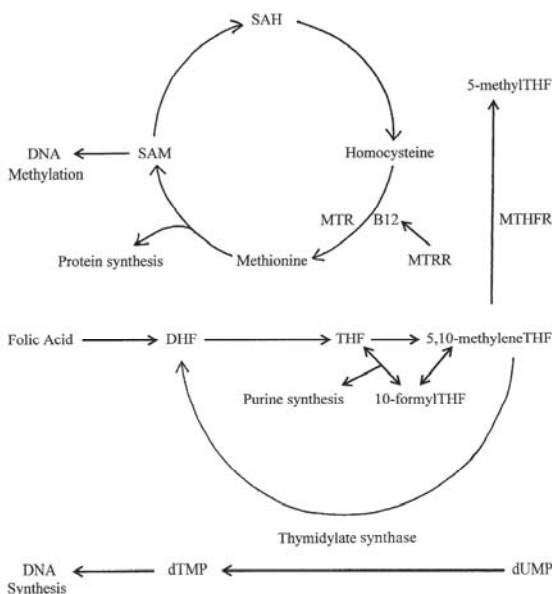 SAH
5-methylTHF
DNA
Methylation
SAM
Homocysteine
MTR
B12
MTHFR
Protein synthesis
Methionine
MTRR
Folic Acid
DHF
THF
5,10-methyleneTHF
Purine synthesis
10-formylTHF
Thymidylate synthase
DNA
Synthesis
dTMP
dUMP